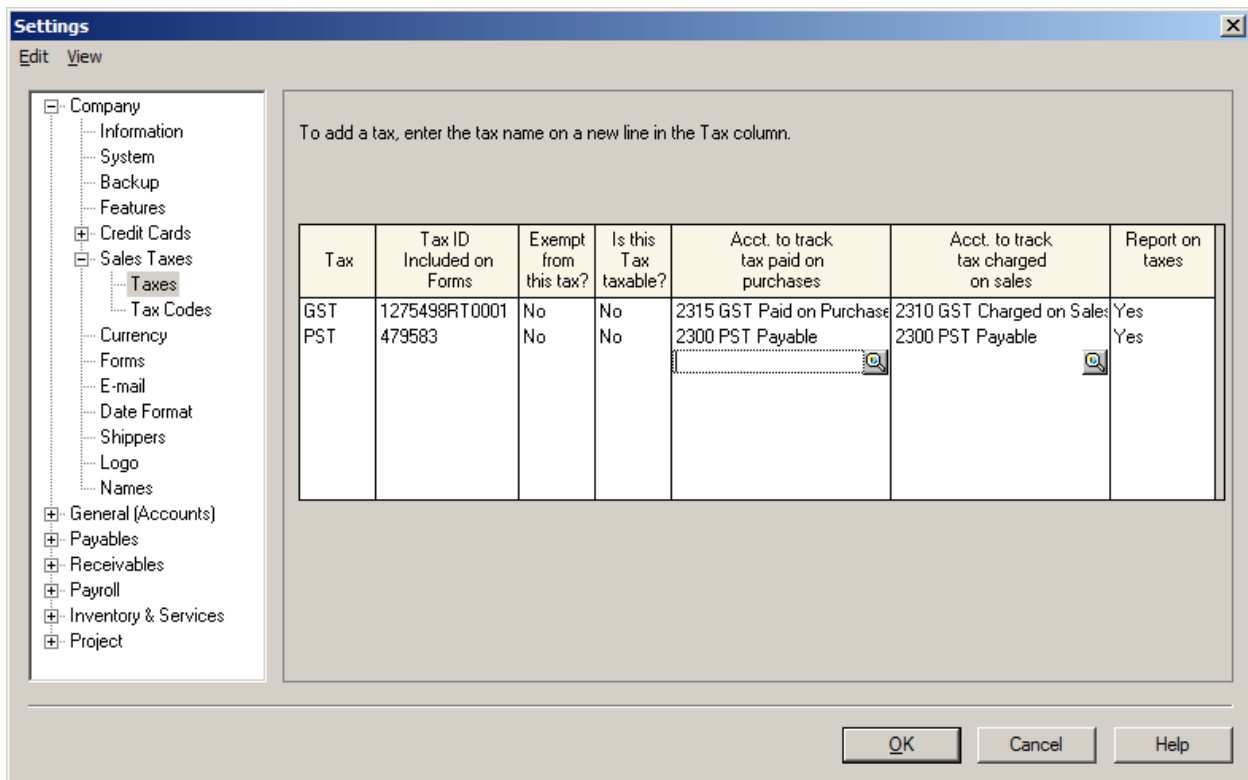 Settings
Edit View
Company
Information
System
Backup
Features
Credit Cards
Sales Taxes
Taxes
Tax Codes
Currency
Forms
E-mail
Date Format
Shippers
Logo
Names
General (Accounts)
Payables
Receivables
Payroll
Inventory & Services
Project
To add a tax, enter the tax name on a new line in the Tax column.
Tax
Tax ID
Included on
Forms
Exempt
from
this tax?
Is this
Tax
taxable?
Acct. to track
tax paid on
purchases
Acct. to track
tax charged
on sales
Report on
taxes
GST 1275498RT0001 No No 2315 GST Paid on Purchase 2310 GST Charged on Sales Yes
PST 479583 No No 2300 PST Payable 2300 PST Payable Yes
OK Cancel Help